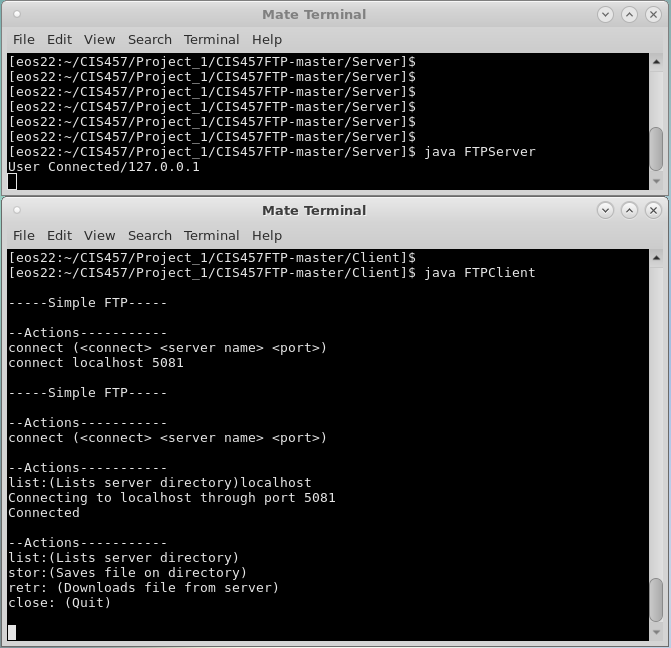 Mate Terminal
File Edit View Search Terminal Help
[eos22:~/CIS457/Project_1/CIS457FTP-master/Server]$
[eos22:~/CIS457/Project_1/CIS457FTP-master/Server]$
[eos22:~/CIS457/Project_1/CIS457FTP-master/Server]$
[eos22:~/CIS457/Project_1/CIS457FTP-master/Server]$
[eos22:~/CIS457/Project_1/CIS457FTP-master/Server]$
[eos22:~/CIS457/Project_1/CIS457FTP-master/Server]$
[eos22:~/CIS457/Project_1/CIS457FTP-master/Server]$ java FTPServer
User Connected/127.0.0.1
Mate Terminal
File Edit View Search Terminal Help
[eos22:~/CIS457/Project_1/CIS457FTP-master/Client]$
[eos22:~/CIS457/Project_1/CIS457FTP-master/Client]$ java FTPClient
-----Simple FTP-----
--Actions-----------
connect (<connect> <server name> <port>)
connect localhost 5081
-----Simple FTP-----
--Actions-----------
connect (<connect> <server name> <port>)
--Actions-----------
list:(Lists server directory)localhost
Connecting to localhost through port 5081
Connected
--Actions-----------
list:(Lists server directory)
stor:(Saves file on directory)
retr: (Downloads file from server)
close: (Quit)